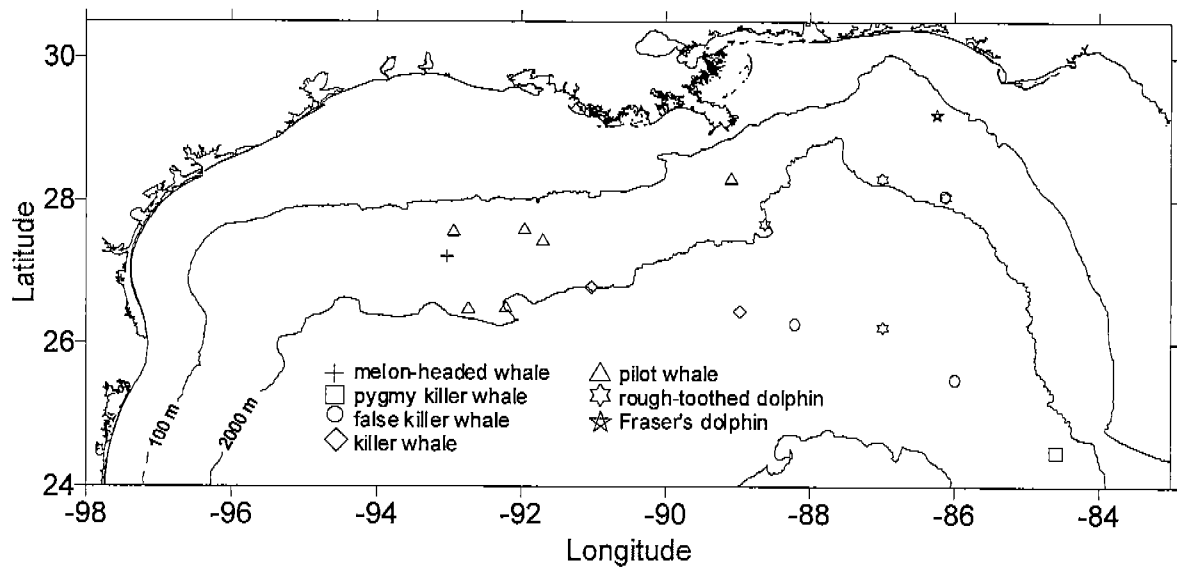 30
28
26
24
Latitude
100 m
2000 m
melon-headed whale
pygmy killer whale
false killer whale
killer whale
pilot whale
rough-toothed dolphin
Fraser's dolphin
-98 -96 -94 -92 -90 -88 -86 -84
Longitude